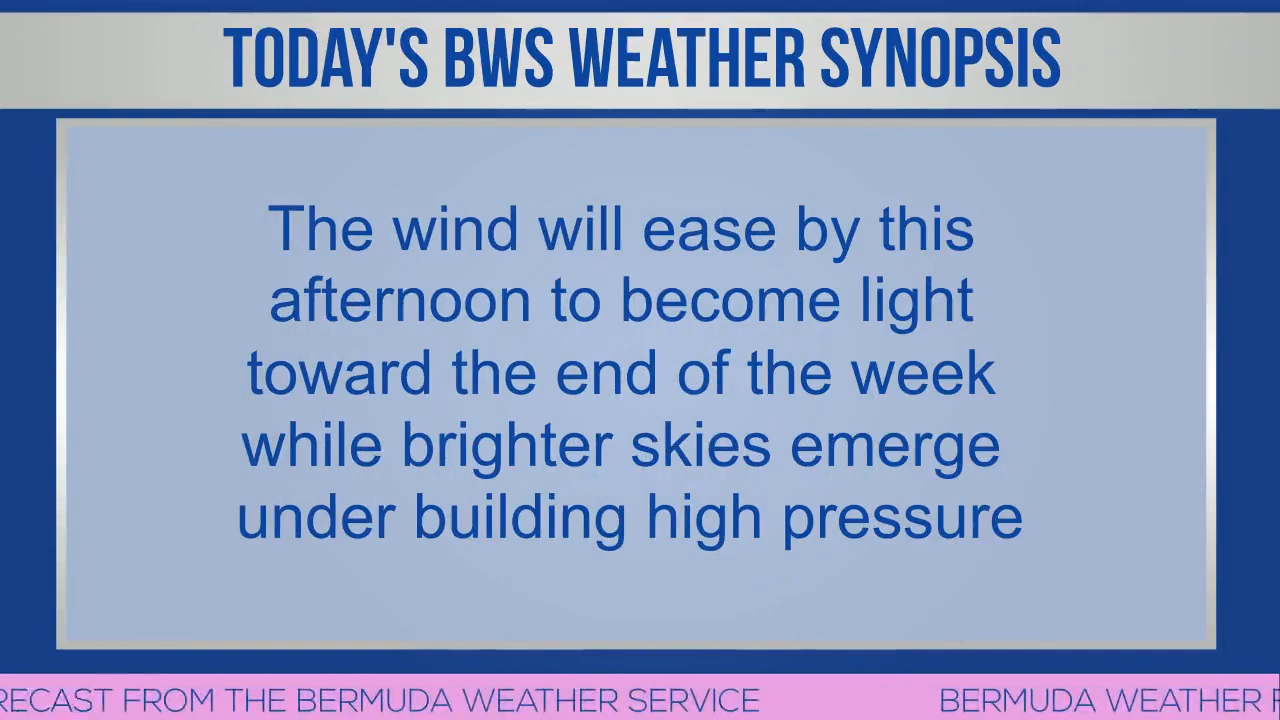 TODAY'S BWS WEATHER SYNOPSIS
The wind will ease by this
afternoon to become light
toward the end of the week
while brighter skies emerge
under building high pressure
RECAST FROM THE BERMUDA WEATHER SERVICE BERMUDA WEATHER